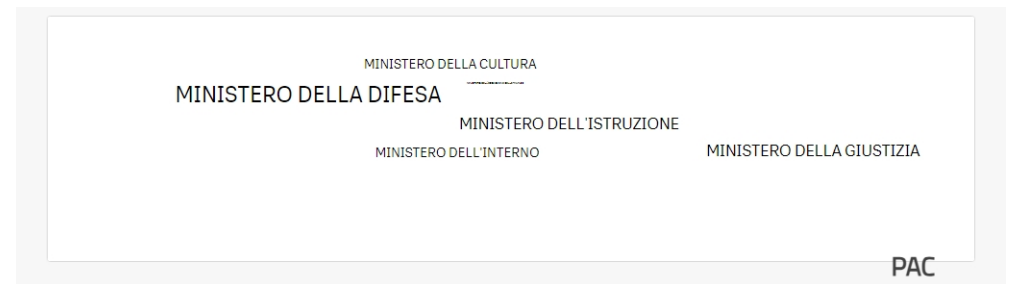 MINISTERO DELLA CULTURA
MINISTERO DELLA DIFESA
MINISTERO DELL'ISTRUZIONE
MINISTERO DELL'INTERNO
MINISTERO DELLA GIUSTIZIA
PAC